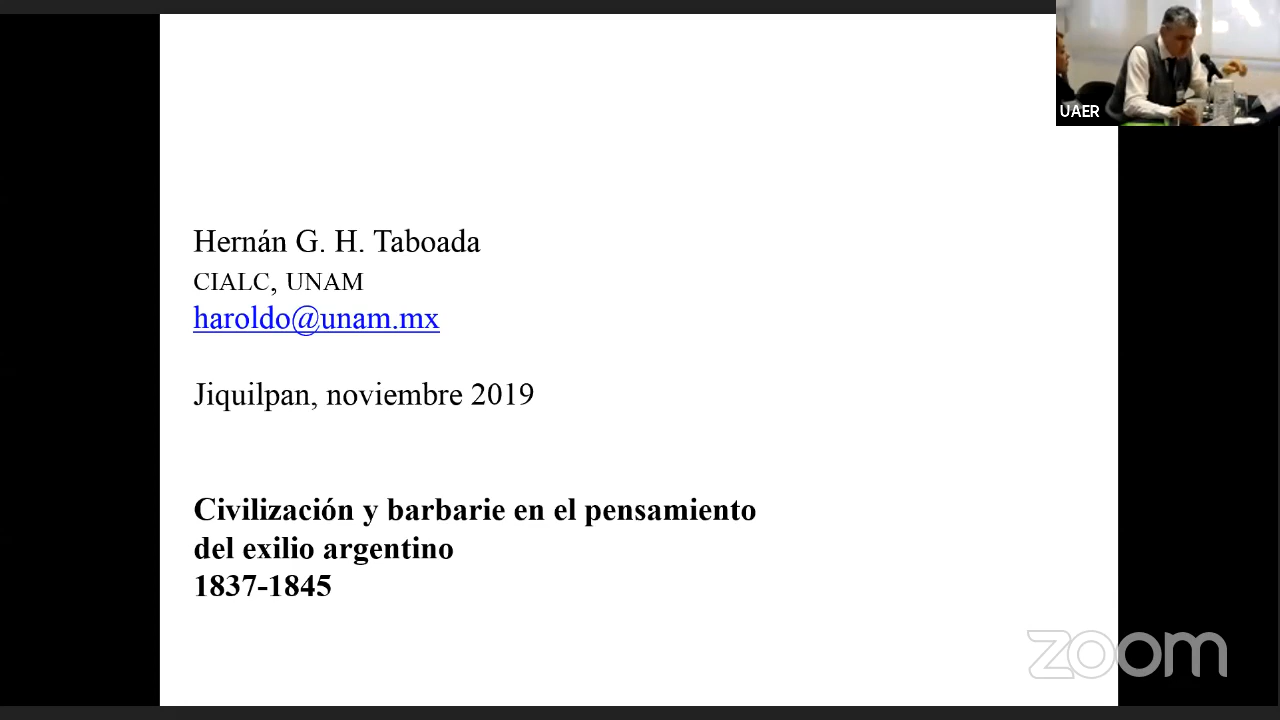 UAER
Hernán G. H. Taboada
CIALC, UNAM
haroldo@unam.mx
Jiquilpan, noviembre 2019
Civilización y barbarie en el pensamiento
del exilio argentino
1837-1845
zoom